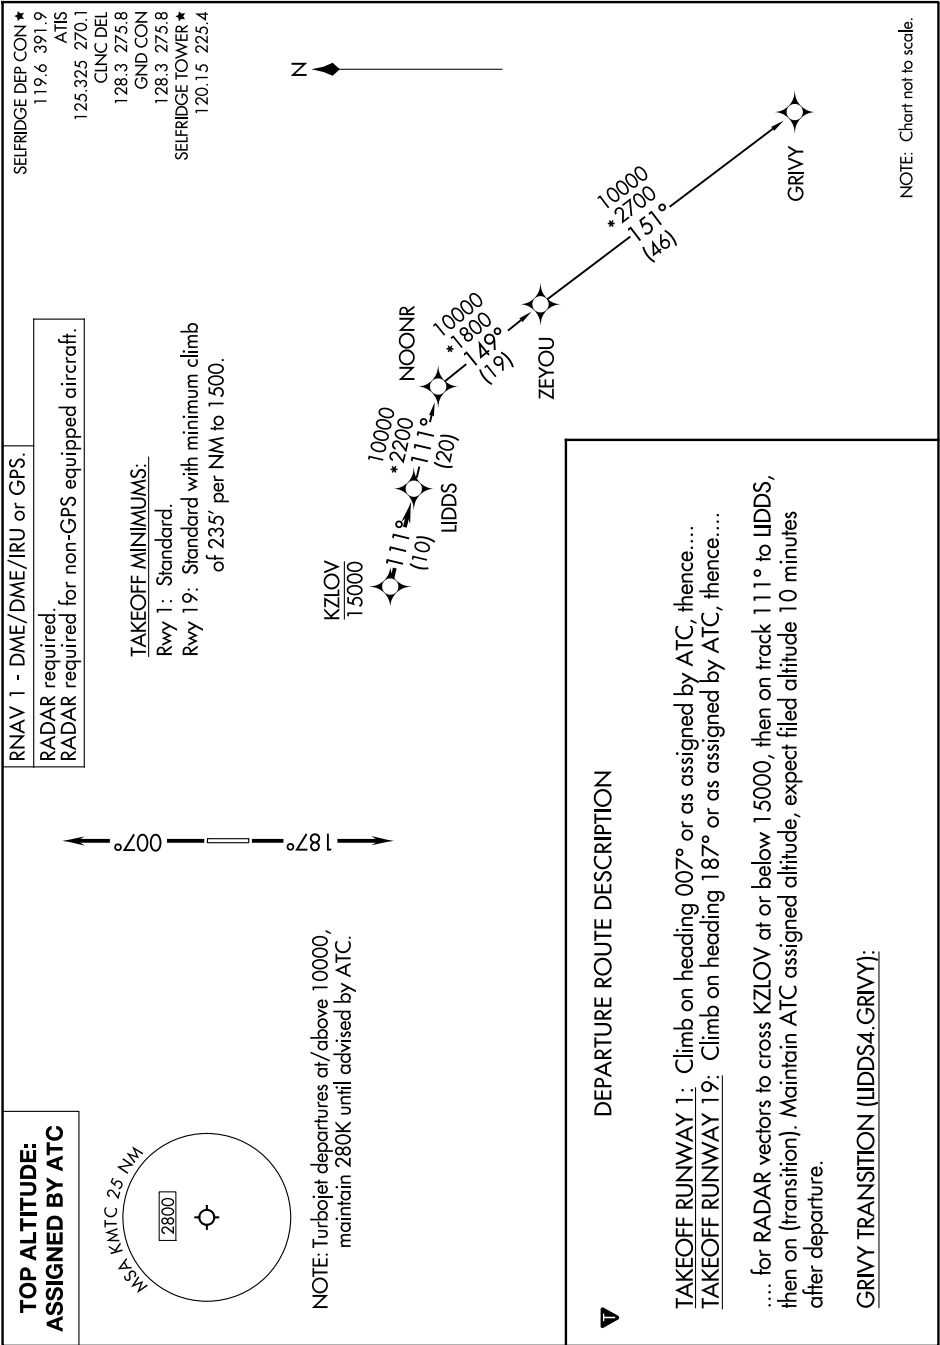 TOP ALTITUDE:
ASSIGNED BY ATC
RNAV 1 - DME/DME/IRU or GPS.
RADAR required.
RADAR required for non-GPS equipped aircraft.
SELFRIDGE DEP CON ★
119.6 391.9
ATIS
125.325 270.1
CLNC DEL
128.3 275.8
GND CON
128.3 275.8
SELFRIDGE TOWER ★
120.15 225.4
MSA KMTC 25 NM
2800
NOTE: Turbojet departures at/above 10000,
maintain 280K until advised by ATC.
007°
187°
TAKEOFF MINIMUMS:
Rwy 1: Standard.
Rwy 19: Standard with minimum climb
of 235' per NM to 1500.
N
KZLOV
15000
111°
(10)
LIDDS
10000
*2200
111°
(20)
NOONR
10000
*1800
149°
(19)
ZEYOU
10000
*2700
151°
(46)
GRIVY
NOTE: Chart not to scale.
T
DEPARTURE ROUTE DESCRIPTION
TAKEOFF RUNWAY 1: Climb on heading 007° or as assigned by ATC, thence....
TAKEOFF RUNWAY 19: Climb on heading 187° or as assigned by ATC, thence....
.... for RADAR vectors to cross KZLOV at or below 15000, then on track 111° to LIDDS,
then on (transition). Maintain ATC assigned altitude, expect filed altitude 10 minutes
after departure.
GRIVY TRANSITION (LIDDS4.GRIVY):